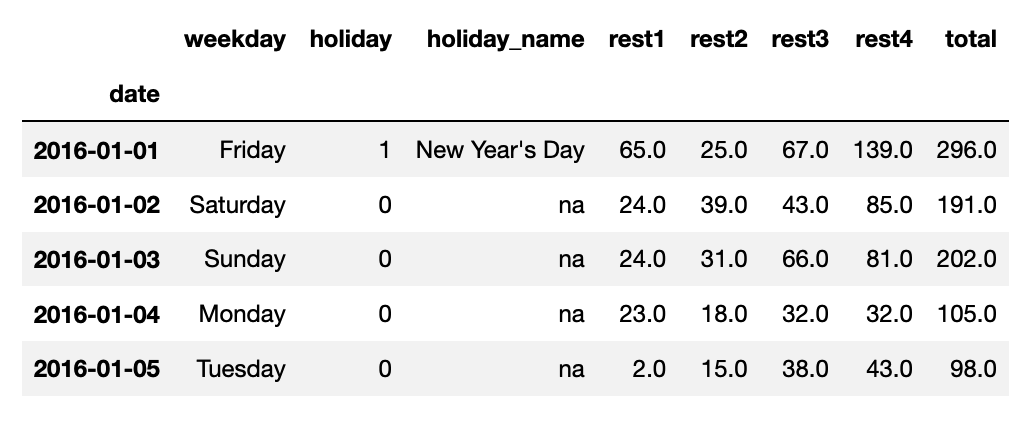 weekday holiday holiday_name rest1 rest2 rest3 rest4 total
date
2016-01-01 Friday 1 New Year's Day 65.0 25.0 67.0 139.0 296.0
2016-01-02 Saturday 0 na 24.0 39.0 43.0 85.0 191.0
2016-01-03 Sunday 0 na 24.0 31.0 66.0 81.0 202.0
2016-01-04 Monday 0 na 23.0 18.0 32.0 32.0 105.0
2016-01-05 Tuesday 0 na 2.0 15.0 38.0 43.0 98.0